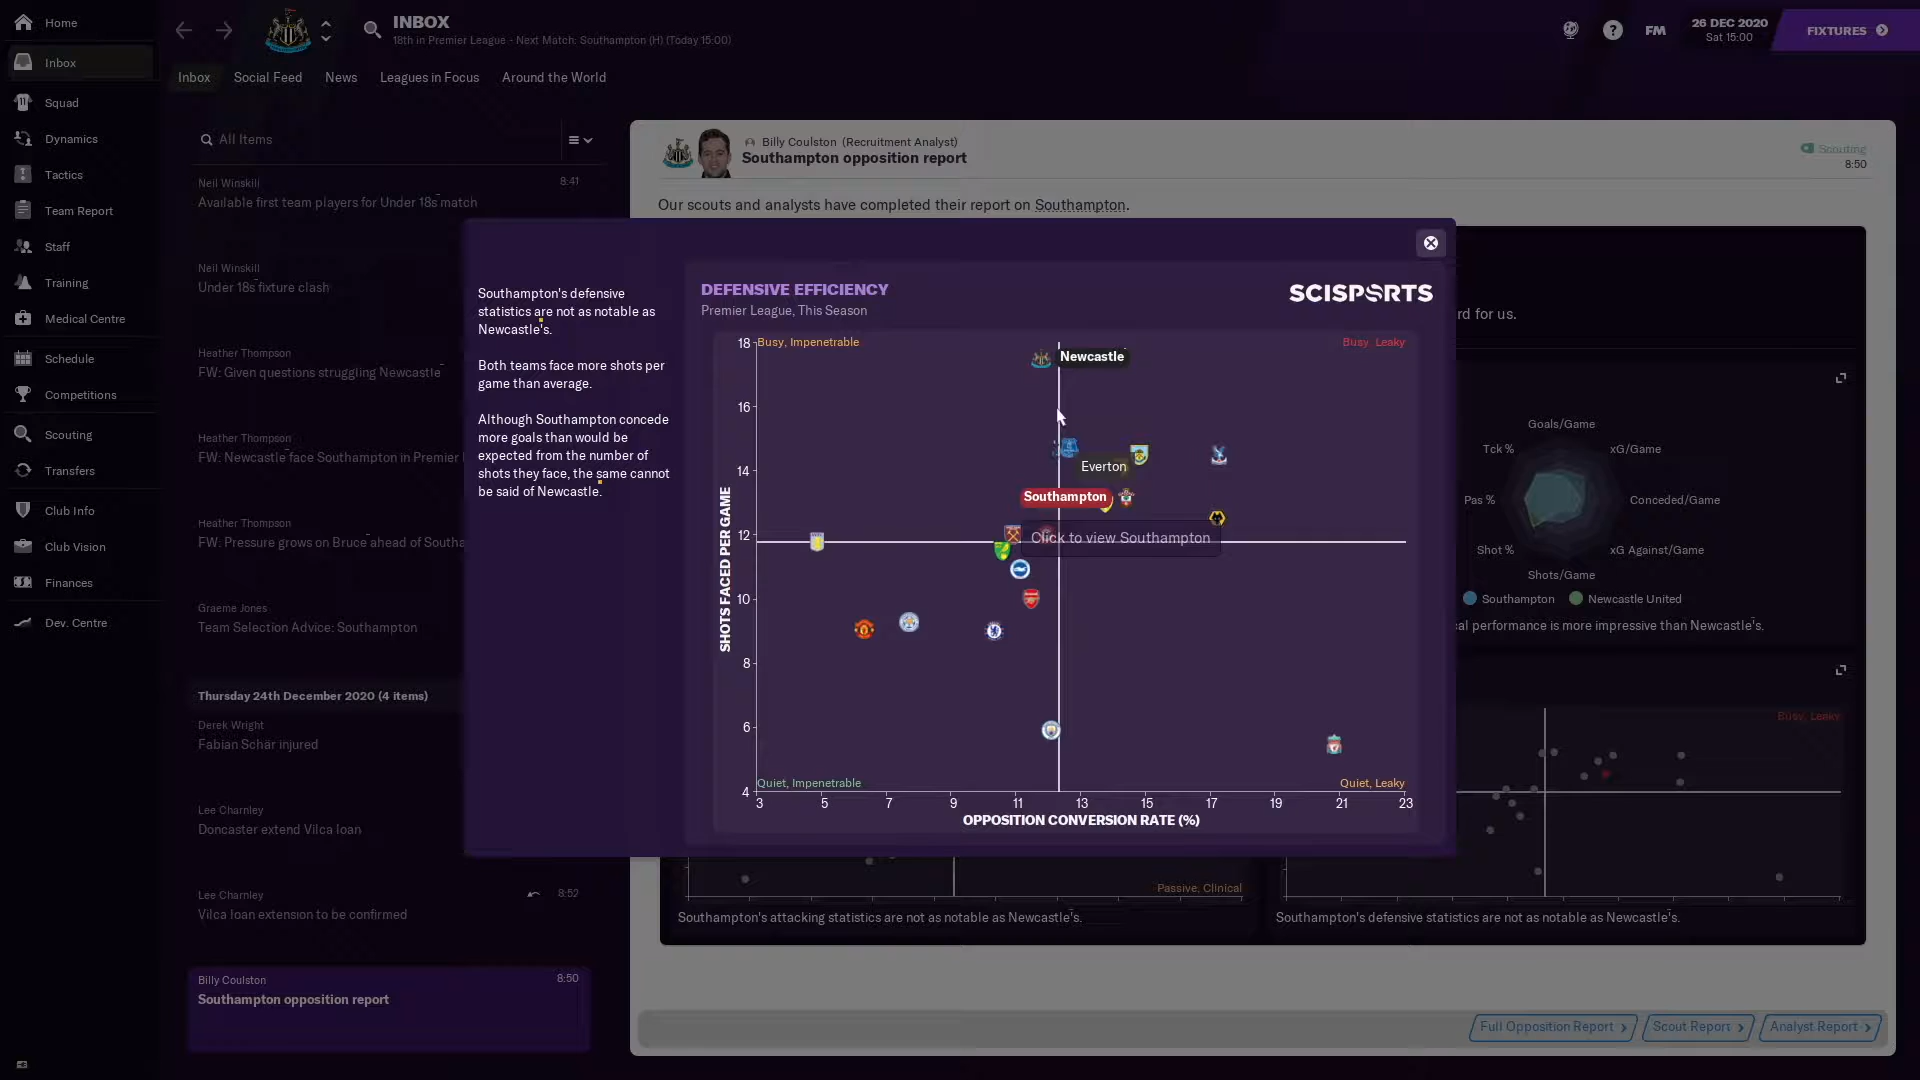 Home
Inbox
Squad
Dynamics
Tactics
Team Report
Staff
Training
Medical Centre
Schedule
Competitions
Scouting
Transfers
Club Info
Club Vision
Finances
Dev. Centre
INBOX
18th in Premier League - Next Match: Southampton (H) (Today 15:00)
FM
26 DEC 2020
Sat 15:00
FIXTURES
Inbox
Social Feed
News
Leagues in Focus
Around the World
All Items
Neil Winskill
8:41
Available first team players for Under 18s match
Neil Winskill
Under 18s fixture clash
Heather Thompson
FW: Given questions struggling Newcastle
Heather Thompson
FW: Newcastle face Southampton in Premier
Heather Thompson
FW: Pressure grows on Bruce ahead of Southa
Graeme Jones
Team Selection Advice: Southampton
Thursday 24th December 2020 (4 items)
Derek Wright
Fabian Schär injured
Lee Charnley
Doncaster extend Vilca loan
Lee Charnley
8:52
Vilca loan extension to be confirmed
Billy Coulston
8:50
Southampton opposition report
Billy Coulston (Recruitment Analyst)
Southampton opposition report
Scouting
8:50
Our scouts and analysts have completed their report on Southampton.
Southampton's defensive
statistics are not as notable as
Newcastle's.
Both teams face more shots per
game than average.
Although Southampton concede
more goals than would be
expected from the number of
shots they face, the same cannot
be said of Newcastle.
DEFENSIVE EFFICIENCY
Premier League, This Season
SCISPORTS
Busy, Impenetrable
Busy, Leaky
18
16
14
12
10
8
6
4
SHOTS FACED PER GAME
Newcastle
Everton
Southampton
Click to view Southampton
Quiet, Impenetrable
Quiet, Leaky
3
5
7
9
11
13
15
17
19
21
23
OPPOSITION CONVERSION RATE (%)
rd for us.
Goals/Game
Tck %
xG/Game
Pas %
Conceded/Game
Shot %
xG Against/Game
Shots/Game
Southampton
Newcastle United
al performance is more impressive than Newcastle's.
Busy, Leaky
Passive, Clinical
Southampton's attacking statistics are not as notable as Newcastle's.
Southampton's defensive statistics are not as notable as Newcastle's.
Full Opposition Report
Scout Report
Analyst Report